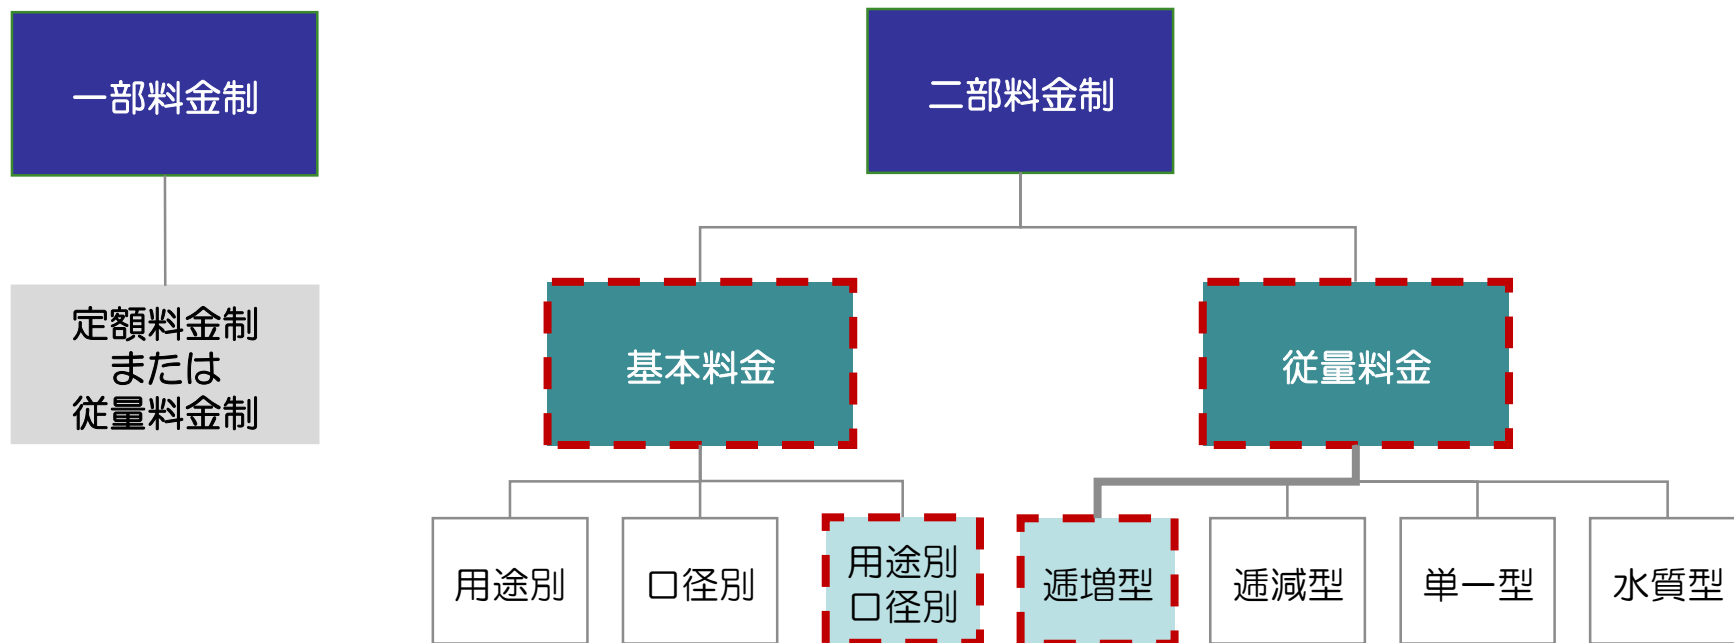 一部料金制
二部料金制
定額料金制
または
従量料金制
基本料金
従量料金
用途別
口径別
用途別
口径別
逓増型
逓減型
単一型
水質型